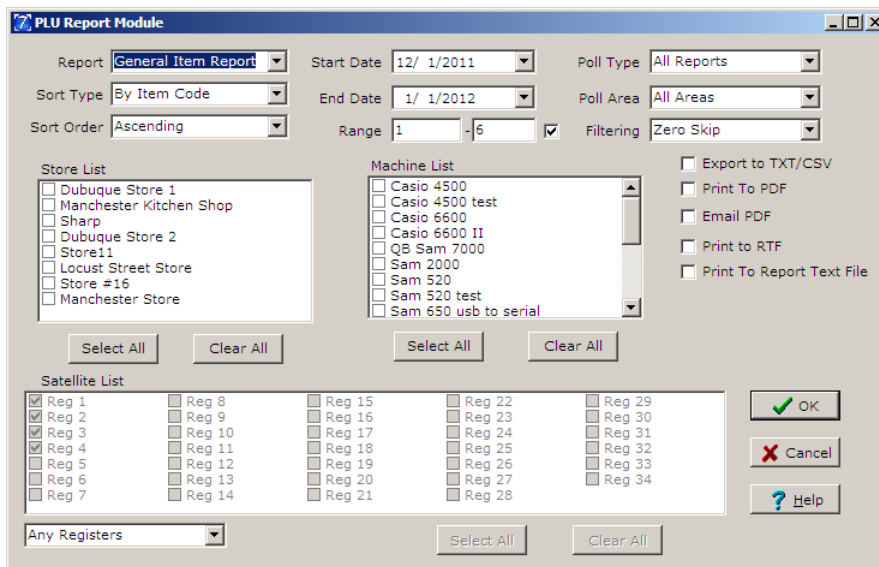 PLU Report Module
Report General Item Report Start Date 12/ 1/2011 Poll Type All Reports
Sort Type By Item Code End Date 1/ 1/2012 Poll Area All Areas
Sort Order Ascending Range 1 -6 Filtering Zero Skip
Store List
Dubuque Store 1
Manchester Kitchen Shop
Sharp
Dubuque Store 2
Store11
Locust Street Store
Store #16
Manchester Store
Select All Clear All
Machine List
Casio 4500
Casio 4500 test
Casio 6600
Casio 6600 II
QB Sam 7000
Sam 2000
Sam 520
Sam 520 test
Sam 650 usb to serial
Select All Clear All
Export to TXT/CSV
Print To PDF
Email PDF
Print to RTF
Print To Report Text File
Satellite List
Reg 1 Reg 8 Reg 15 Reg 22 Reg 29
Reg 2 Reg 9 Reg 16 Reg 23 Reg 30
Reg 3 Reg 10 Reg 17 Reg 24 Reg 31
Reg 4 Reg 11 Reg 18 Reg 25 Reg 32
Reg 5 Reg 12 Reg 19 Reg 26 Reg 33
Reg 6 Reg 13 Reg 20 Reg 27 Reg 34
Reg 7 Reg 14 Reg 21 Reg 28
OK
Cancel
Help
Any Registers Select All Clear All